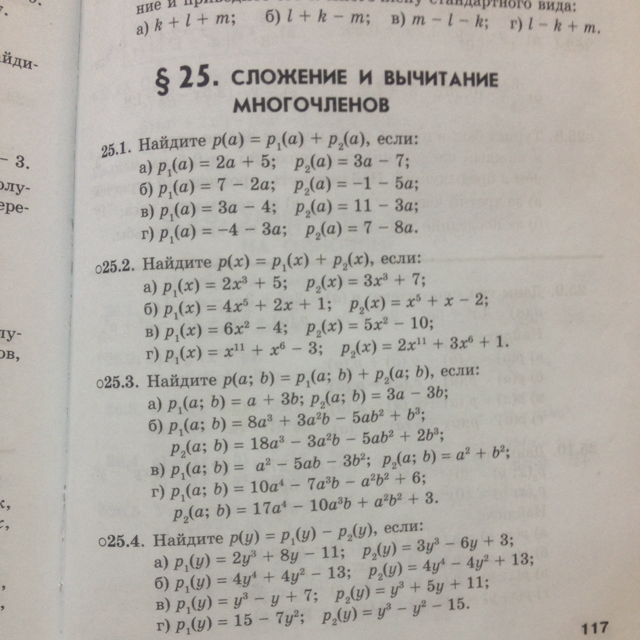 ние и приведите его к многочлену стандартного вида:
а) k + l + m; б) l + k − m; в) m − l − k; г) l − k + m.
§ 25. СЛОЖЕНИЕ И ВЫЧИТАНИЕ
МНОГОЧЛЕНОВ
25.1. Найдите p(a) = p₁(a) + p₂(a), если:
а) p₁(a) = 2a + 5; p₂(a) = 3a − 7;
б) p₁(a) = 7 − 2a; p₂(a) = −1 − 5a;
в) p₁(a) = 3a − 4; p₂(a) = 11 − 3a;
г) p₁(a) = −4 − 3a; p₂(a) = 7 − 8a.
○25.2. Найдите p(x) = p₁(x) + p₂(x), если:
а) p₁(x) = 2x³ + 5; p₂(x) = 3x³ + 7;
б) p₁(x) = 4x⁵ + 2x + 1; p₂(x) = x⁵ + x − 2;
в) p₁(x) = 6x² − 4; p₂(x) = 5x² − 10;
г) p₁(x) = x¹¹ + x⁶ − 3; p₂(x) = 2x¹¹ + 3x⁶ + 1.
○25.3. Найдите p(a; b) = p₁(a; b) + p₂(a; b), если:
а) p₁(a; b) = a + 3b; p₂(a; b) = 3a − 3b;
б) p₁(a; b) = 8a³ + 3a²b − 5ab² + b³;
p₂(a; b) = 18a³ − 3a²b − 5ab² + 2b³;
в) p₁(a; b) = a² − 5ab − 3b²; p₂(a; b) = a² + b²;
г) p₁(a; b) = 10a⁴ − 7a³b − a²b² + 6;
p₂(a; b) = 17a⁴ − 10a³b + a²b² + 3.
○25.4. Найдите p(y) = p₁(y) − p₂(y), если:
а) p₁(y) = 2y³ + 8y − 11; p₂(y) = 3y³ − 6y + 3;
б) p₁(y) = 4y⁴ + 4y² − 13; p₂(y) = 4y⁴ − 4y² + 13;
в) p₁(y) = y³ − y + 7; p₂(y) = y³ + 5y + 11;
г) p₁(y) = 15 − 7y²; p₂(y) = y³ − y² − 15.
117